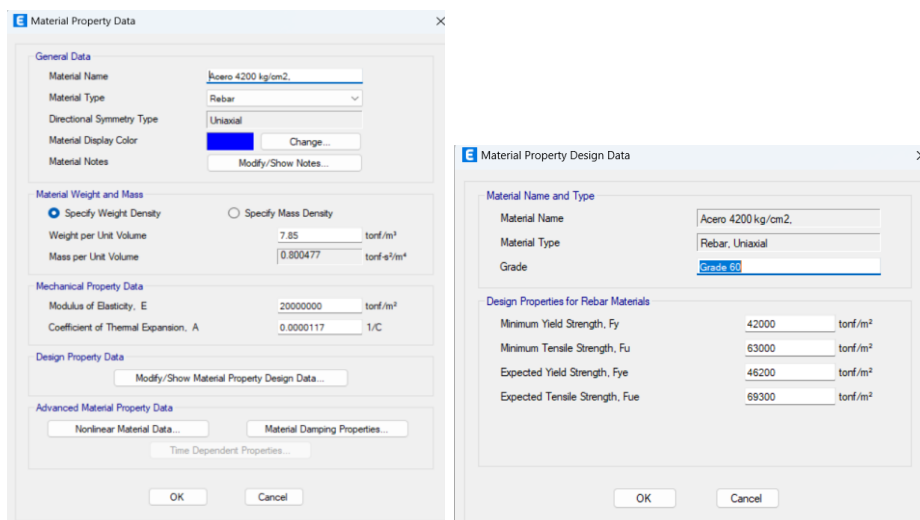 E Material Property Data
General Data
Material Name Acero 4200 kg/cm2,
Material Type Rebar
Directional Symmetry Type Uniaxial
Material Display Color Change...
Material Notes Modify/Show Notes...
Material Weight and Mass
Specify Weight Density Specify Mass Density
Weight per Unit Volume 7.85 tonf/m³
Mass per Unit Volume 0.800477 tonf-s²/m⁴
Mechanical Property Data
Modulus of Elasticity, E 20000000 tonf/m²
Coefficient of Thermal Expansion, A 0.0000117 1/C
Design Property Data
Modify/Show Material Property Design Data...
Advanced Material Property Data
Nonlinear Material Data... Material Damping Properties...
Time Dependent Properties...
OK Cancel
E Material Property Design Data
Material Name and Type
Material Name Acero 4200 kg/cm2,
Material Type Rebar, Uniaxial
Grade Grade 60
Design Properties for Rebar Materials
Minimum Yield Strength, Fy 42000 tonf/m²
Minimum Tensile Strength, Fu 63000 tonf/m²
Expected Yield Strength, Fye 46200 tonf/m²
Expected Tensile Strength, Fue 69300 tonf/m²
OK Cancel